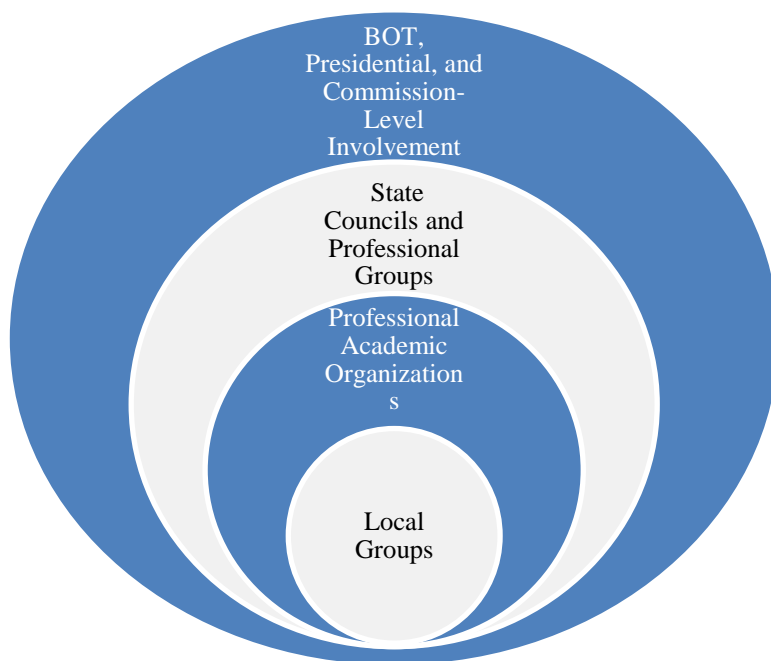 BOT,
Presidential, and
Commission-
Level
Involvement
State
Councils and
Professional
Groups
Professional
Academic
Organization
s
Local
Groups